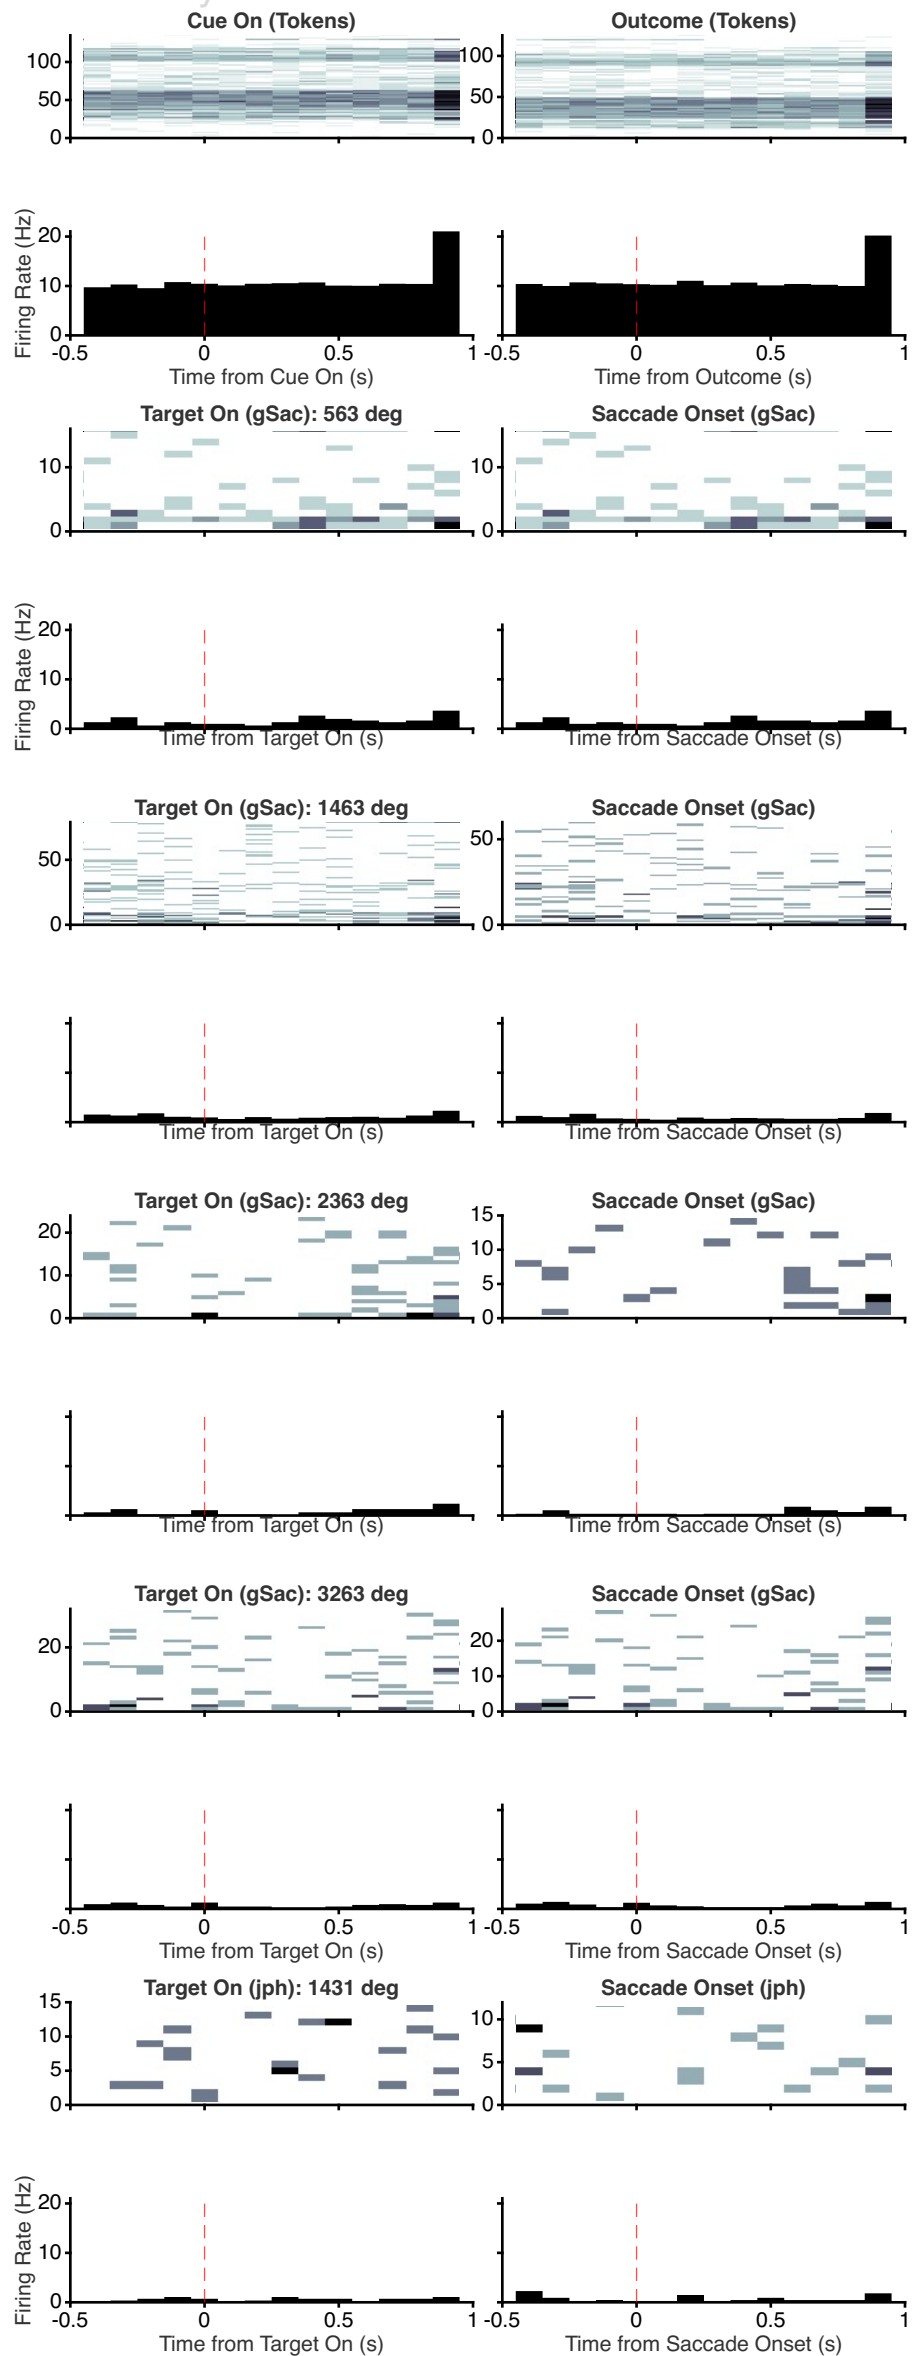 Cue On (Tokens) Outcome (Tokens)
100 100
50 50
0 0
20
10
0
Firing Rate (Hz)
-0.5 0 0.5 1 -0.5 0 0.5 1
Time from Cue On (s) Time from Outcome (s)
Target On (gSac): 563 deg Saccade Onset (gSac)
10 10
0 0
20
10
0
Firing Rate (Hz)
Time from Target On (s) Time from Saccade Onset (s)
Target On (gSac): 1463 deg Saccade Onset (gSac)
50 50
0 0
Time from Target On (s) Time from Saccade Onset (s)
Target On (gSac): 2363 deg Saccade Onset (gSac)
20 15
10 10
0 5
0
Time from Target On (s) Time from Saccade Onset (s)
Target On (gSac): 3263 deg Saccade Onset (gSac)
20 20
0 10
0
-0.5 0 0.5 1 -0.5 0 0.5 1
Time from Target On (s) Time from Saccade Onset (s)
Target On (jph): 1431 deg Saccade Onset (jph)
15 10
10 5
5 0
0
20
10
0
Firing Rate (Hz)
-0.5 0 0.5 1 -0.5 0 0.5 1
Time from Target On (s) Time from Saccade Onset (s)